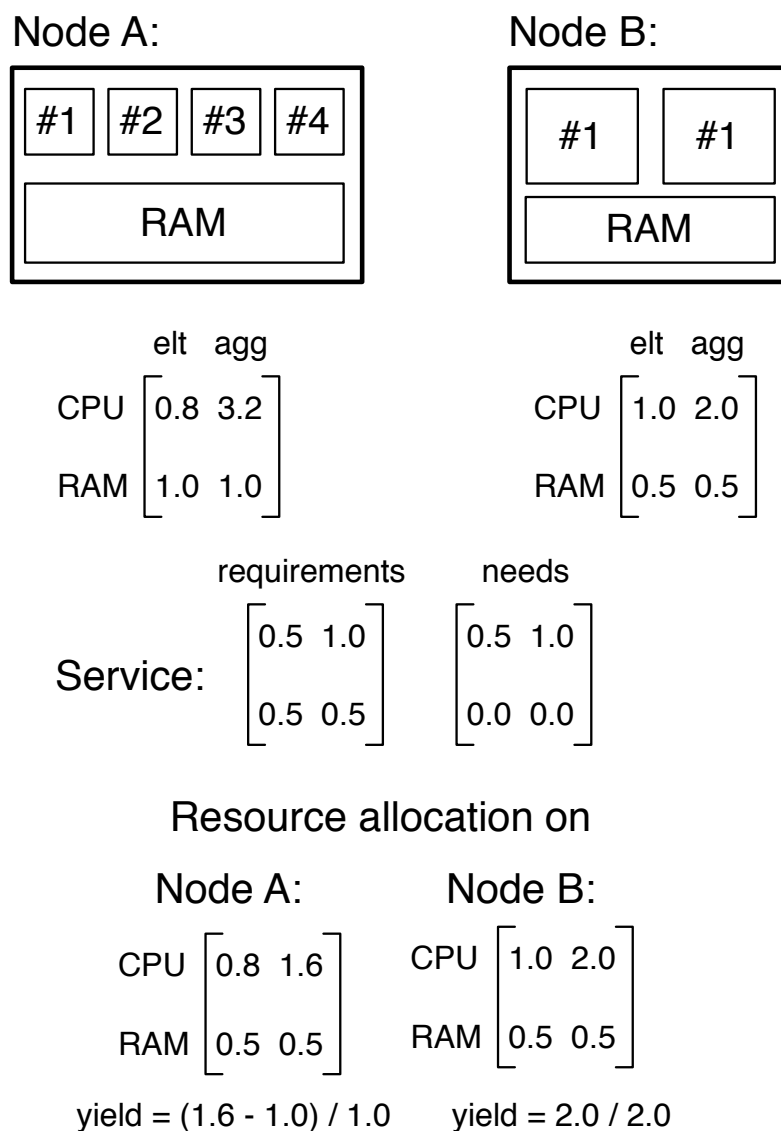 Node A:
Node B:
#1 #2 #3 #4
RAM
#1 #1
RAM
elt agg
CPU 0.8 3.2
RAM 1.0 1.0
elt agg
CPU 1.0 2.0
RAM 0.5 0.5
requirements needs
Service:
0.5 1.0
0.5 0.5
0.5 1.0
0.0 0.0
Resource allocation on
Node A:
CPU 0.8 1.6
RAM 0.5 0.5
yield = (1.6 - 1.0) / 1.0
Node B:
CPU 1.0 2.0
RAM 0.5 0.5
yield = 2.0 / 2.0